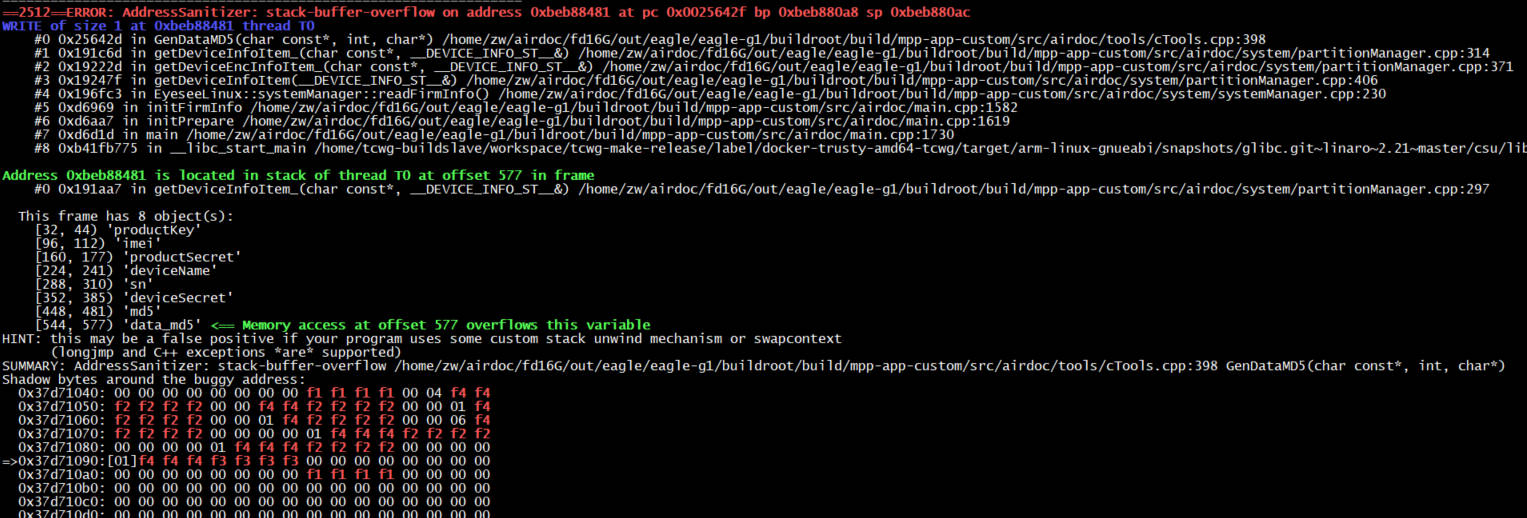 ==2512==ERROR: AddressSanitizer: stack-buffer-overflow on address 0xbeb88481 at pc 0x0025642f bp 0xbeb880a8 sp 0xbeb880ac
WRITE of size 1 at 0xbeb88481 thread T0
#0 0x25642d in GenDataMD5(char const*, int, char*) /home/zw/airdoc/fd16G/out/eagle/eagle-g1/buildroot/build/mpp-app-custom/src/airdoc/tools/cTools.cpp:398
#1 0x191c6d in getDeviceInfoItem_(char const*, __DEVICE_INFO_ST__&) /home/zw/airdoc/fd16G/out/eagle/eagle-g1/buildroot/build/mpp-app-custom/src/airdoc/system/partitionManager.cpp:314
#2 0x19222d in getDeviceEncInfoItem_(char const*, __DEVICE_INFO_ST__&) /home/zw/airdoc/fd16G/out/eagle/eagle-g1/buildroot/build/mpp-app-custom/src/airdoc/system/partitionManager.cpp:371
#3 0x19247f in getDeviceInfoItem(__DEVICE_INFO_ST__&) /home/zw/airdoc/fd16G/out/eagle/eagle-g1/buildroot/build/mpp-app-custom/src/airdoc/system/partitionManager.cpp:406
#4 0x196fc3 in EyeseeLinux::systemManager::readFirmInfo() /home/zw/airdoc/fd16G/out/eagle/eagle-g1/buildroot/build/mpp-app-custom/src/airdoc/system/systemManager.cpp:230
#5 0xd6969 in initFirmInfo /home/zw/airdoc/fd16G/out/eagle/eagle-g1/buildroot/build/mpp-app-custom/src/airdoc/main.cpp:1582
#6 0xd6aa7 in initPrepare /home/zw/airdoc/fd16G/out/eagle/eagle-g1/buildroot/build/mpp-app-custom/src/airdoc/main.cpp:1619
#7 0xd6d1d in main /home/zw/airdoc/fd16G/out/eagle/eagle-g1/buildroot/build/mpp-app-custom/src/airdoc/main.cpp:1730
#8 0xb41fb775 in __libc_start_main /home/tcwg-buildslave/workspace/tcwg-make-release/label/docker-trusty-amd64-tcwg/target/arm-linux-gnueabi/snapshots/glibc.git~linaro~2.21~master/csu/lib
Address 0xbeb88481 is located in stack of thread T0 at offset 577 in frame
#0 0x191aa7 in getDeviceInfoItem_(char const*, __DEVICE_INFO_ST__&) /home/zw/airdoc/fd16G/out/eagle/eagle-g1/buildroot/build/mpp-app-custom/src/airdoc/system/partitionManager.cpp:297
This frame has 8 object(s):
[32, 44) 'productKey'
[96, 112) 'imei'
[160, 177) 'productSecret'
[224, 241) 'deviceName'
[288, 310) 'sn'
[352, 385) 'deviceSecret'
[448, 481) 'md5'
[544, 577) 'data_md5' <== Memory access at offset 577 overflows this variable
HINT: this may be a false positive if your program uses some custom stack unwind mechanism or swapcontext
(longjmp and C++ exceptions *are* supported)
SUMMARY: AddressSanitizer: stack-buffer-overflow /home/zw/airdoc/fd16G/out/eagle/eagle-g1/buildroot/build/mpp-app-custom/src/airdoc/tools/cTools.cpp:398 GenDataMD5(char const*, int, char*)
Shadow bytes around the buggy address:
0x37d71040: 00 00 00 00 00 00 00 00 f1 f1 f1 f1 00 04 f4 f4
0x37d71050: f2 f2 f2 f2 00 00 f4 f4 f2 f2 f2 f2 00 00 01 f4
0x37d71060: f2 f2 f2 f2 00 00 01 f4 f2 f2 f2 f2 00 00 06 f4
0x37d71070: f2 f2 f2 f2 00 00 00 00 01 f4 f4 f4 f2 f2 f2 f2
0x37d71080: 00 00 00 00 01 f4 f4 f4 f2 f2 f2 f2 00 00 00 00
=>0x37d71090:[01]f4 f4 f4 f3 f3 f3 f3 00 00 00 00 00 00 00 00
0x37d710a0: 00 00 00 00 00 00 00 00 f1 f1 f1 f1 00 00 00 00
0x37d710b0: 00 00 00 00 00 00 00 00 00 00 00 00 00 00 00 00
0x37d710c0: 00 00 00 00 00 00 00 00 00 00 00 00 00 00 00 00
0x37d710d0: 00 00 00 00 00 00 00 00 00 00 00 00 00 00 00 00